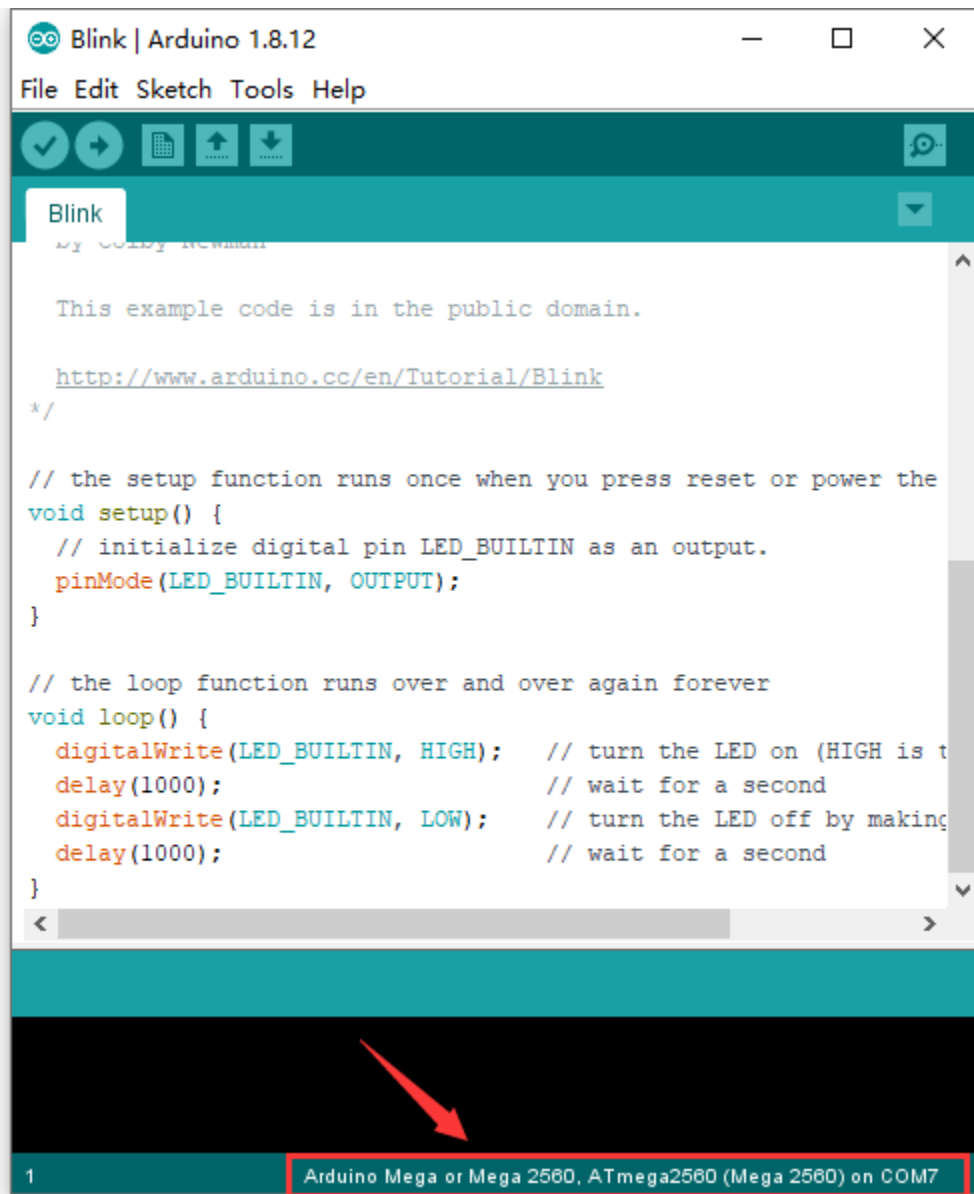 Blink | Arduino 1.8.12
File Edit Sketch Tools Help
Blink
by Colby Newman
This example code is in the public domain.
http://www.arduino.cc/en/Tutorial/Blink
*/
// the setup function runs once when you press reset or power the
void setup() {
// initialize digital pin LED_BUILTIN as an output.
pinMode(LED_BUILTIN, OUTPUT);
}
// the loop function runs over and over again forever
void loop() {
digitalWrite(LED_BUILTIN, HIGH); // turn the LED on (HIGH is t
delay(1000); // wait for a second
digitalWrite(LED_BUILTIN, LOW); // turn the LED off by making
delay(1000); // wait for a second
}
1 Arduino Mega or Mega 2560, ATmega2560 (Mega 2560) on COM7